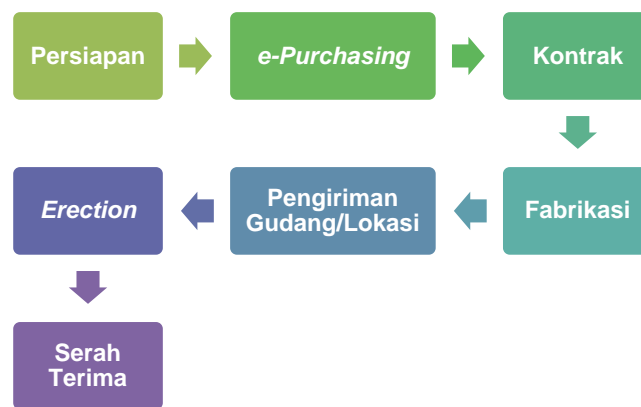 Persiapan
e-Purchasing
Kontrak
Fabrikasi
Pengiriman
Gudang/Lokasi
Erection
Serah
Terima